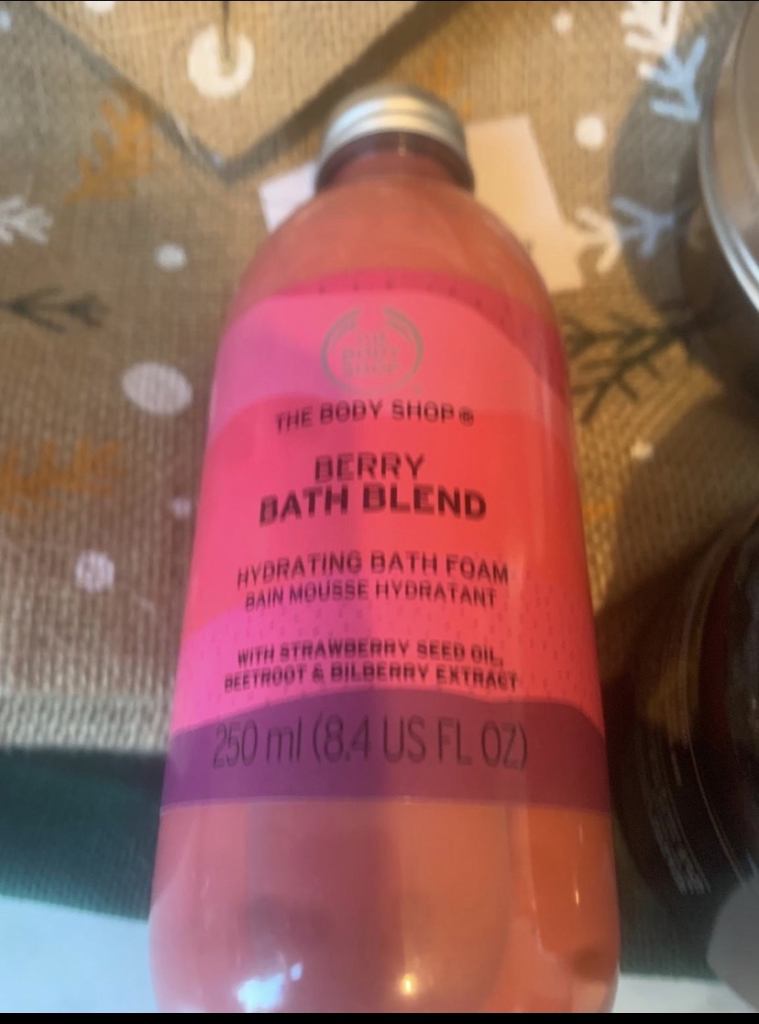 THE
BODY
SHOP
THE BODY SHOP®
BERRY
BATH BLEND
HYDRATING BATH FOAM
BAIN MOUSSE HYDRATANT
WITH STRAWBERRY SEED OIL,
BEETROOT & BILBERRY EXTRACT
250 ml (8.4 US FL OZ)